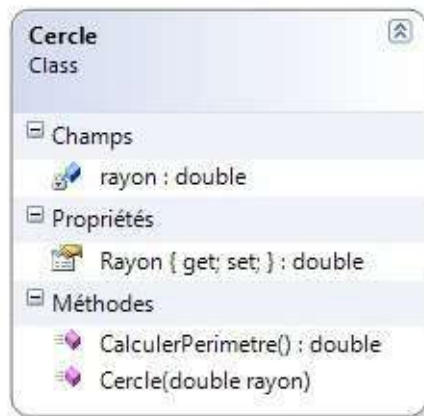 Cercle
Class
Champs
rayon : double
Propriétés
Rayon { get; set; } : double
Méthodes
CalculerPerimetre() : double
Cercle(double rayon)